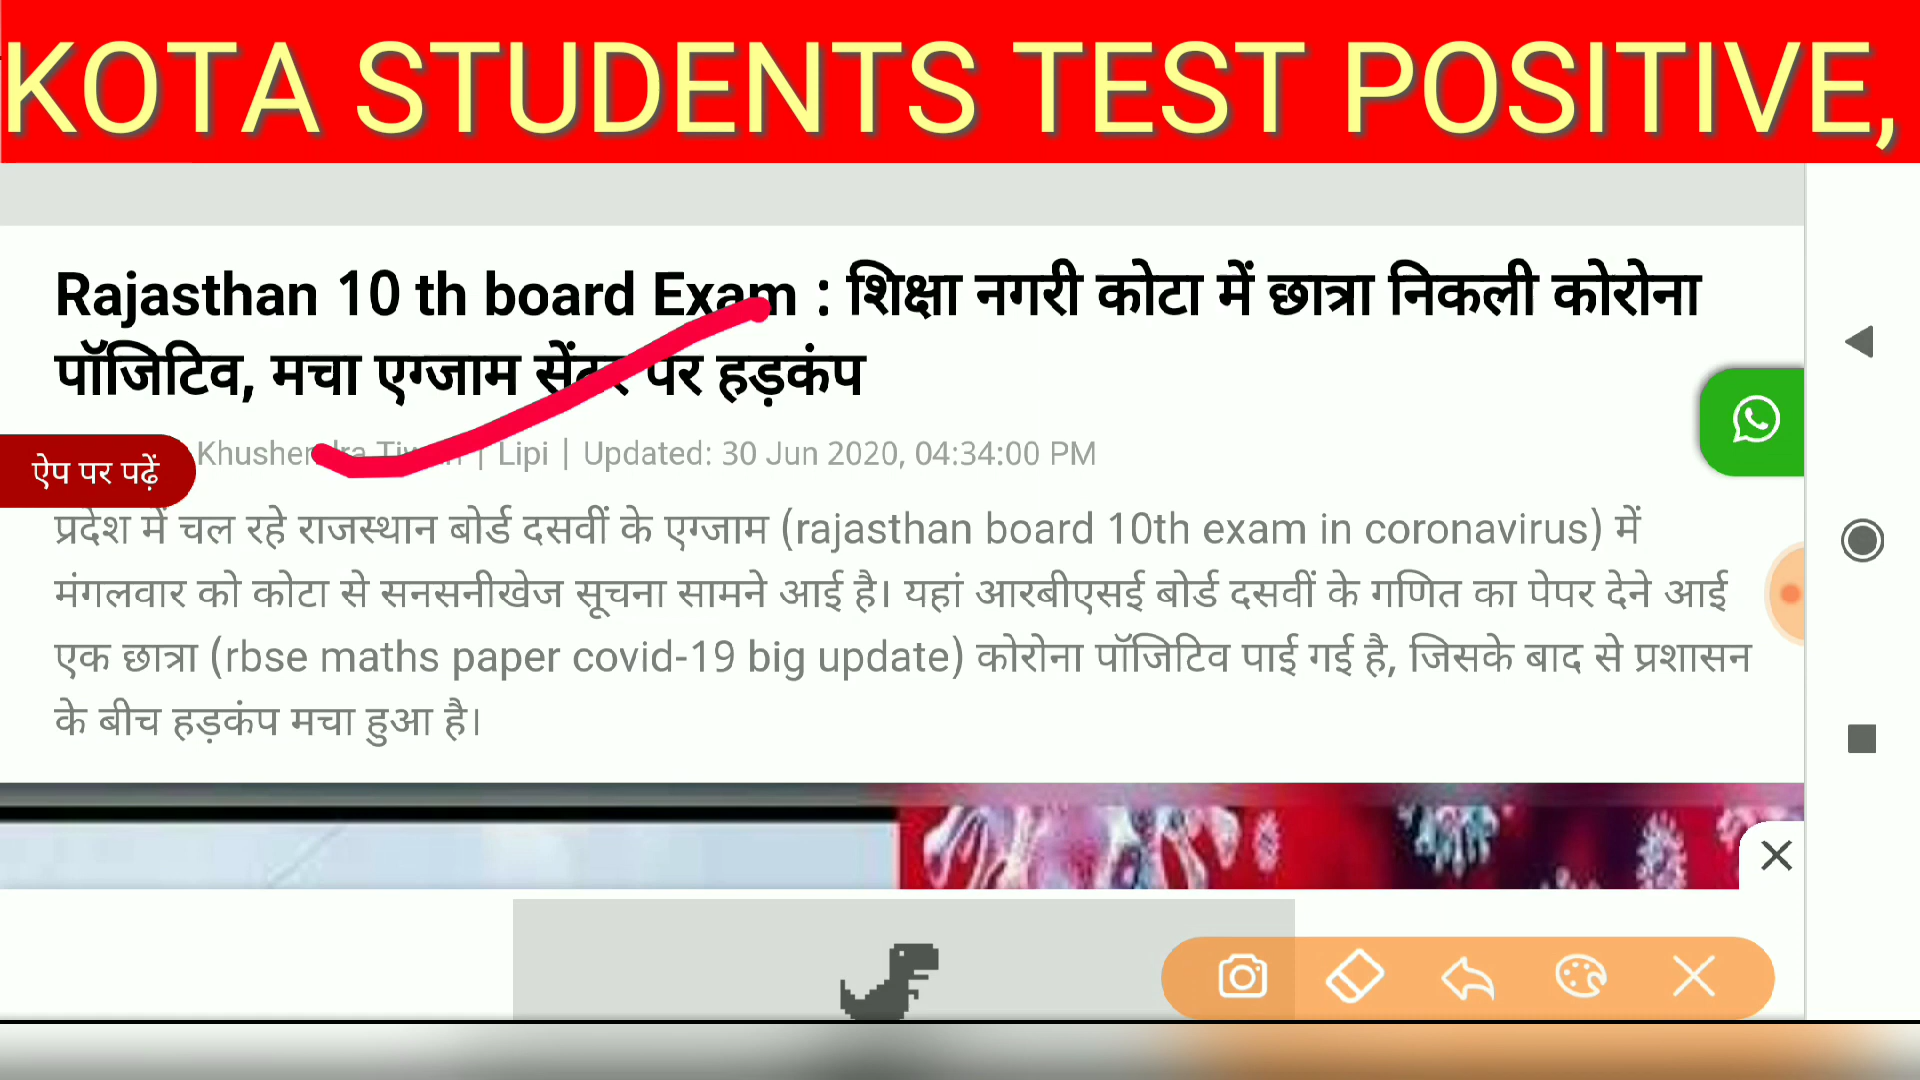 KOTA STUDENTS TEST POSITIVE,
Rajasthan 10 th board Exam : शिक्षा नगरी कोटा में छात्रा निकली कोरोना
पॉजिटिव, मचा एग्जाम सेंटर पर हड़कंप
ऐप पर पढ़ें
| Lipi | Updated: 30 Jun 2020, 04:34:00 PM
प्रदेश में चल रहे राजस्थान बोर्ड दसवीं के एग्जाम (rajasthan board 10th exam in coronavirus) में
मंगलवार को कोटा से सनसनीखेज सूचना सामने आई है। यहां आरबीएसई बोर्ड दसवीं के गणित का पेपर देने आई
एक छात्रा (rbse maths paper covid-19 big update) कोरोना पॉजिटिव पाई गई है, जिसके बाद से प्रशासन
के बीच हड़कंप मचा हुआ है।